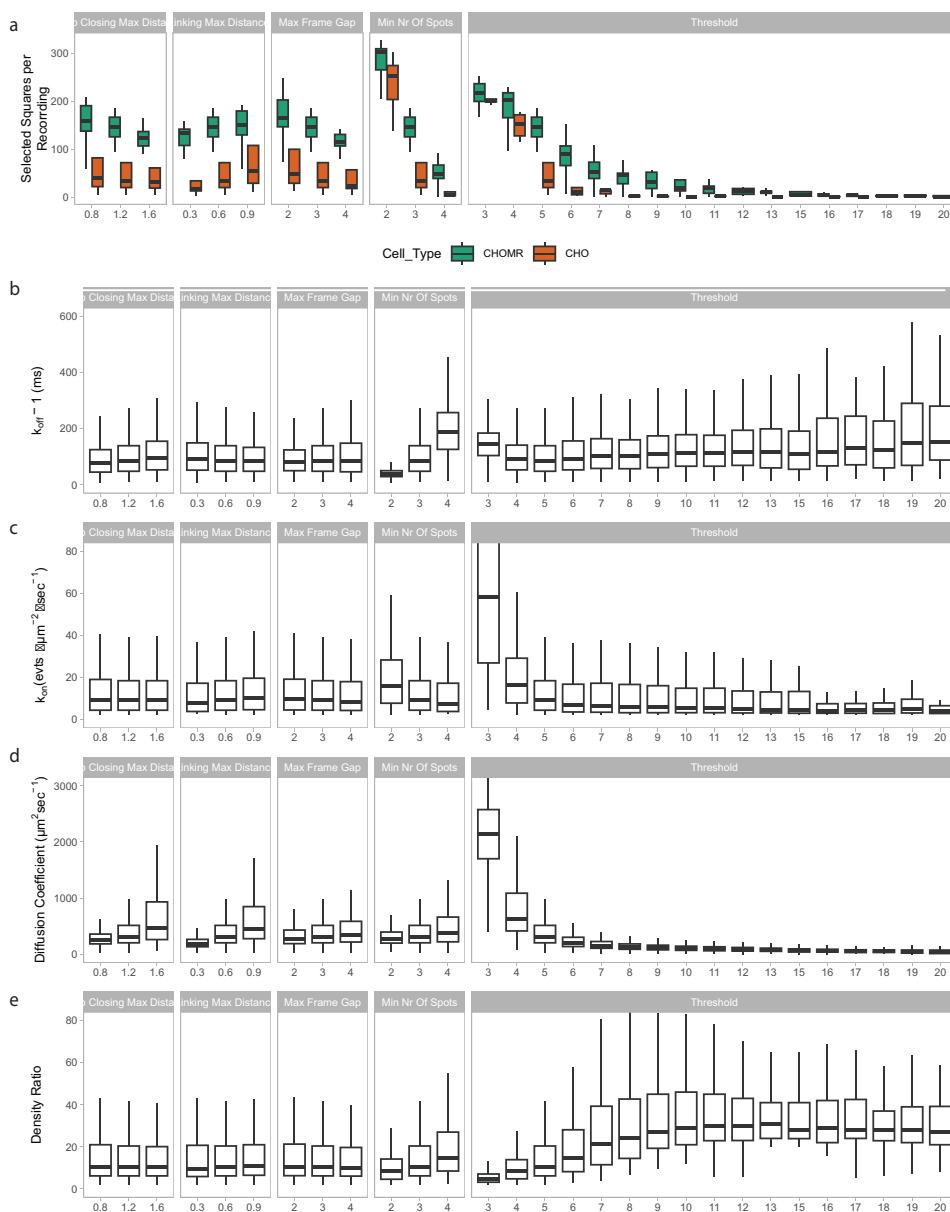 a
p Closing Max Dista
inking Max Distanc
Max Frame Gap
Min Nr Of Spots
Threshold
Selected Squares per
Recorrding
300
200
100
0
0.8 1.2 1.6 0.3 0.6 0.9 2 3 4 2 3 4 3 4 5 6 7 8 9 10 11 12 13 15 16 17 18 19 20
Cell_Type CHOMR CHO
b
p Closing Max Dista
inking Max Distanc
Max Frame Gap
Min Nr Of Spots
Threshold
koff − 1 (ms)
600
400
200
0
0.8 1.2 1.6 0.3 0.6 0.9 2 3 4 2 3 4 3 4 5 6 7 8 9 10 11 12 13 15 16 17 18 19 20
c
p Closing Max Dista
inking Max Distanc
Max Frame Gap
Min Nr Of Spots
Threshold
kon(evts μm−2 sec−1)
80
60
40
20
0
0.8 1.2 1.6 0.3 0.6 0.9 2 3 4 2 3 4 3 4 5 6 7 8 9 10 11 12 13 14 15 16 17 18 19 20
d
p Closing Max Dista
inking Max Distanc
Max Frame Gap
Min Nr Of Spots
Threshold
Diffusion Coefficient (μm2sec−1)
3000
2000
1000
0
0.8 1.2 1.6 0.3 0.6 0.9 2 3 4 2 3 4 3 4 5 6 7 8 9 10 11 12 13 15 16 17 18 19 20
e
p Closing Max Dista
inking Max Distanc
Max Frame Gap
Min Nr Of Spots
Threshold
Density Ratio
80
60
40
20
0
0.8 1.2 1.6 0.3 0.6 0.9 2 3 4 2 3 4 3 4 5 6 7 8 9 10 11 12 13 15 16 17 18 19 20